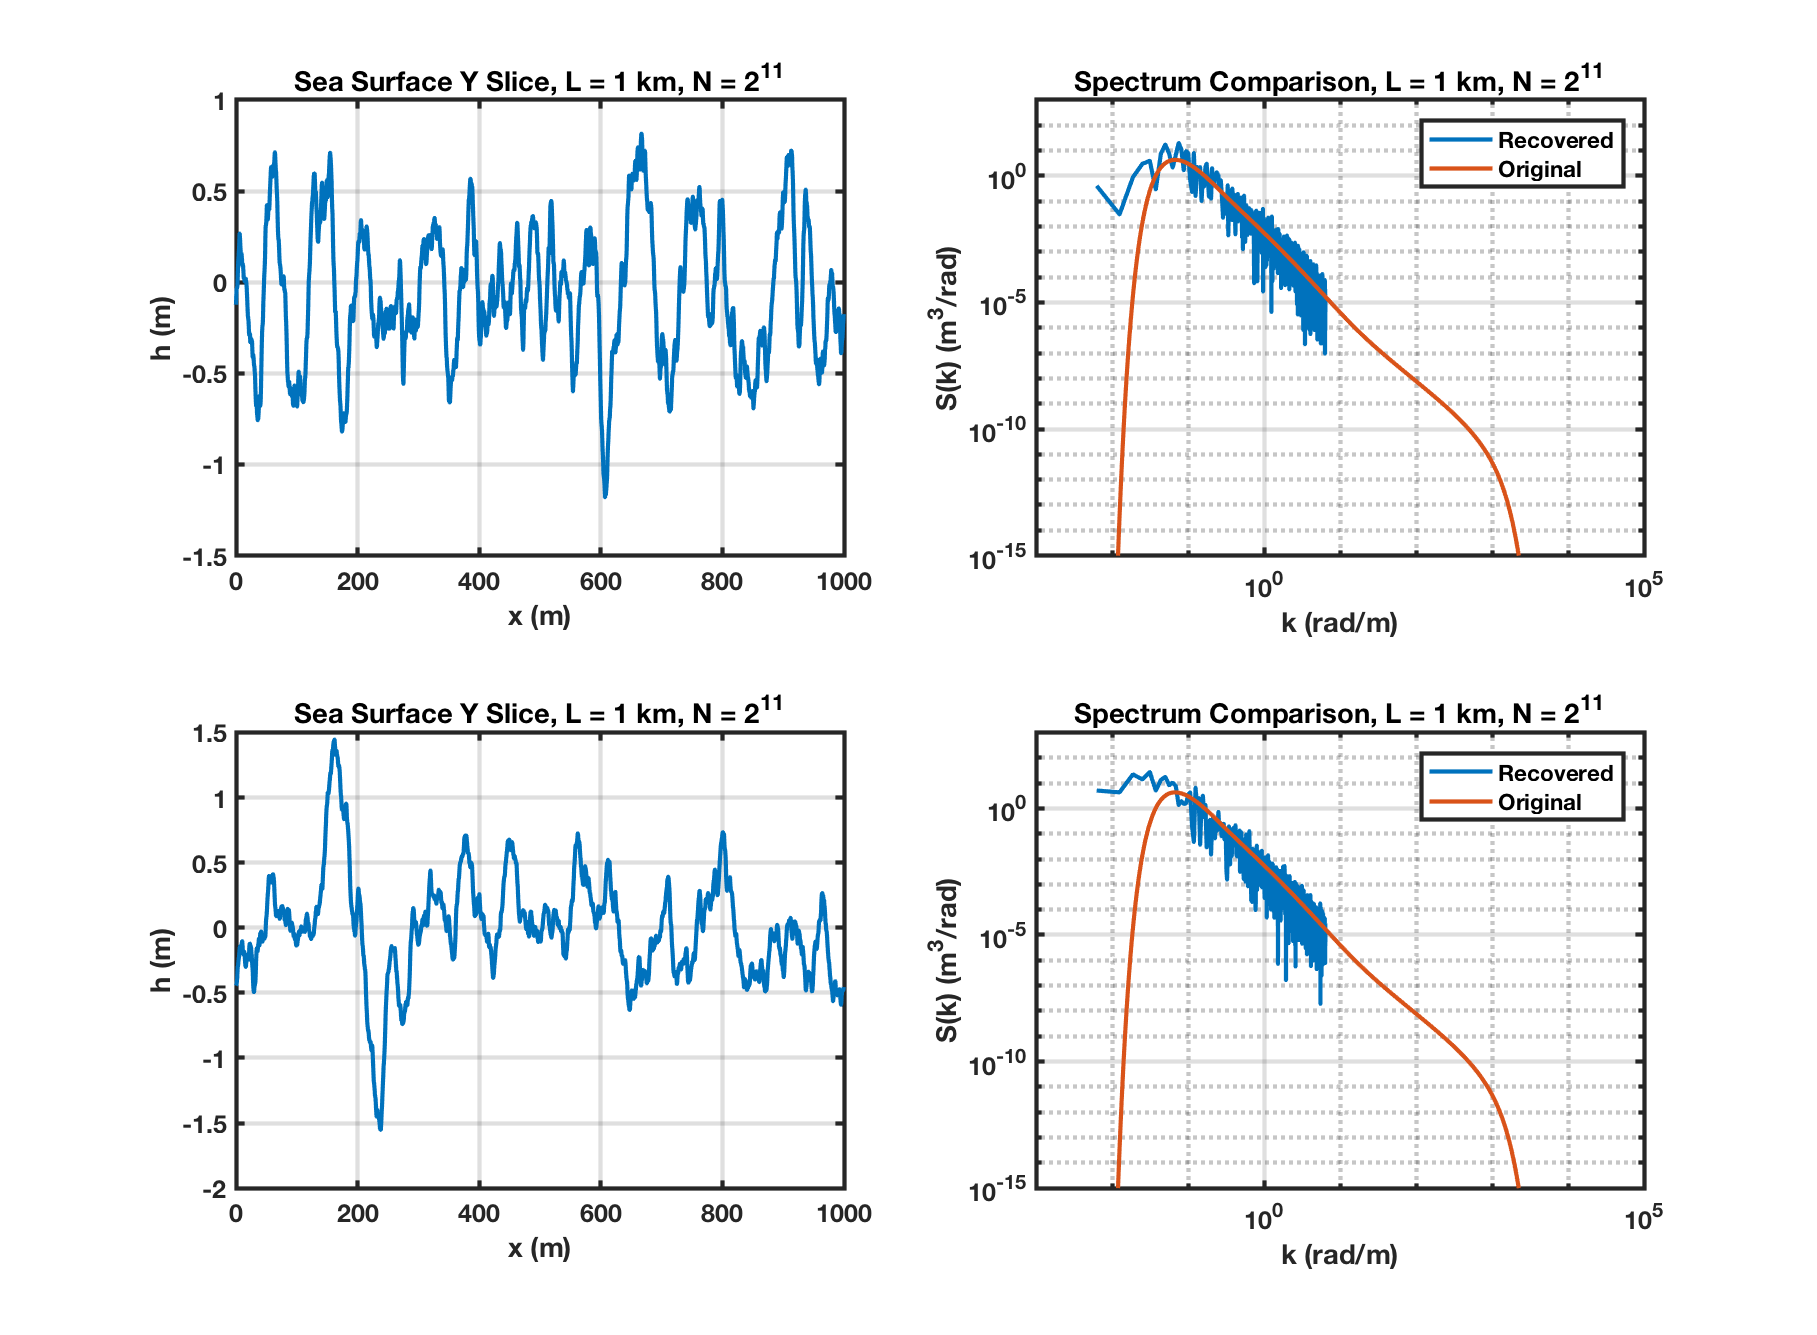 Sea Surface Y Slice, L = 1 km, N = 2^11
1
0.5
0
-0.5
-1
-1.5
h (m)
0 200 400 600 800 1000
x (m)
Spectrum Comparison, L = 1 km, N = 2^11
Recovered
Original
10^0
10^-5
10^-10
10^-15
S(k) (m^3/rad)
10^0 10^5
k (rad/m)
Sea Surface Y Slice, L = 1 km, N = 2^11
1.5
1
0.5
0
-0.5
-1
-1.5
-2
h (m)
0 200 400 600 800 1000
x (m)
Spectrum Comparison, L = 1 km, N = 2^11
Recovered
Original
10^0
10^-5
10^-10
10^-15
S(k) (m^3/rad)
10^0 10^5
k (rad/m)